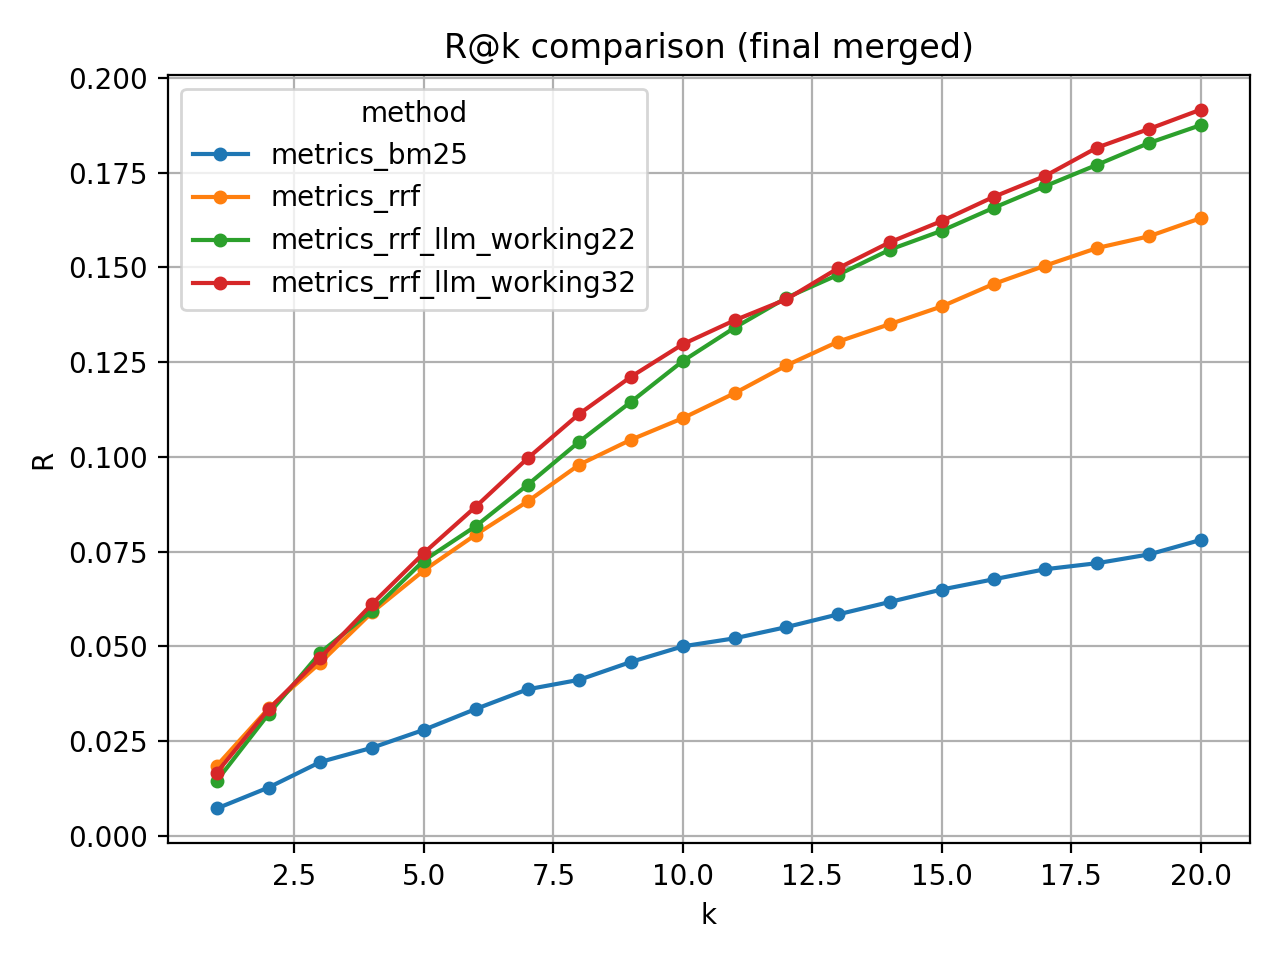 R@k comparison (final merged)
method
metrics_bm25
metrics_rrf
metrics_rrf_llm_working22
metrics_rrf_llm_working32
R
0.200
0.175
0.150
0.125
0.100
0.075
0.050
0.025
0.000
2.5 5.0 7.5 10.0 12.5 15.0 17.5 20.0
k